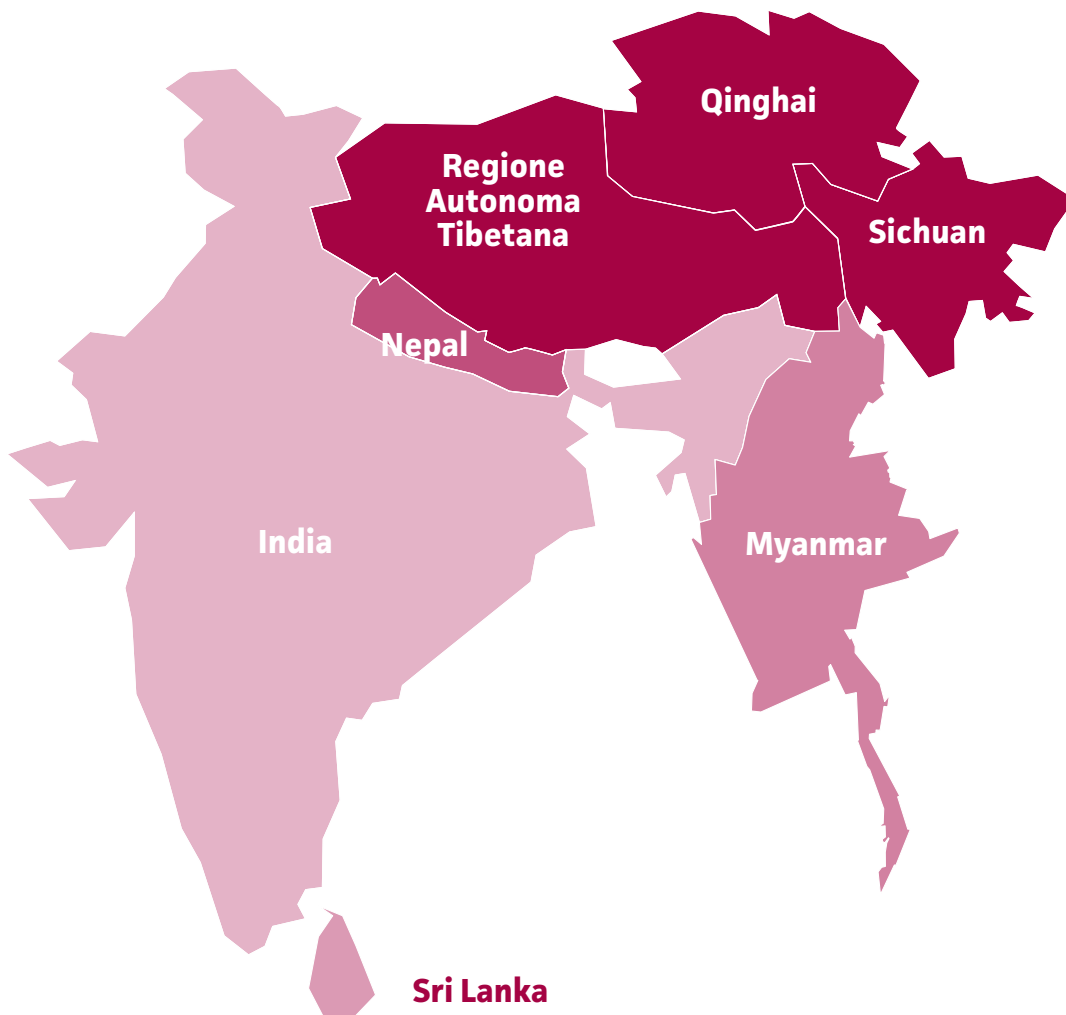 Qinghai
Regione
Autonoma
Tibetana
Sichuan
Nepal
India
Myanmar
Sri Lanka